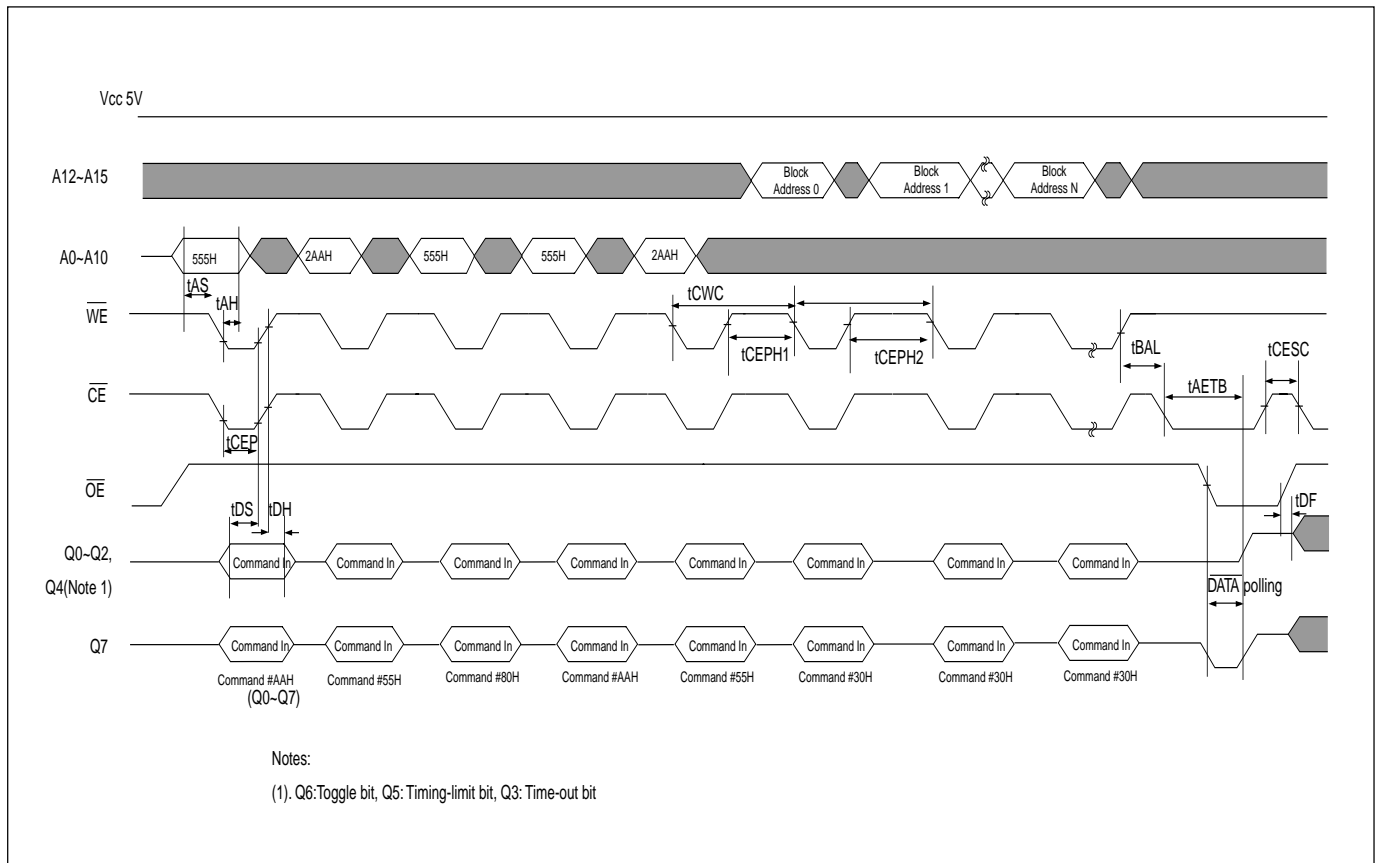 Vcc 5V
A12~A15
Block Address 0
Block Address 1
Block Address N
A0~A10
555H
2AAH
555H
555H
2AAH
tAS
tAH
tCWC
WE
tCEPH1
tCEPH2
tBAL
tCESC
tAETB
CE
tCEP
OE
tDS
tDH
tDF
Q0~Q2,
Q4(Note 1)
Command In
Command In
Command In
Command In
Command In
Command In
Command In
Command In
DATA polling
Q7
Command In
Command In
Command In
Command In
Command In
Command In
Command In
Command In
Command #AAH
Command #55H
Command #80H
Command #AAH
Command #55H
Command #30H
Command #30H
Command #30H
(Q0~Q7)
Notes:
(1). Q6:Toggle bit, Q5: Timing-limit bit, Q3: Time-out bit